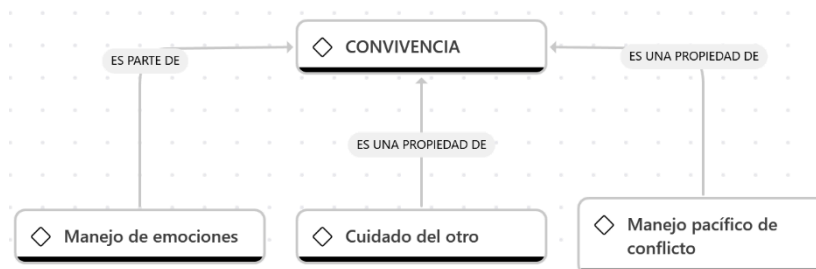 CONVIVENCIA
ES PARTE DE
ES UNA PROPIEDAD DE
ES UNA PROPIEDAD DE
Manejo de emociones
Cuidado del otro
Manejo pacífico de
conflicto